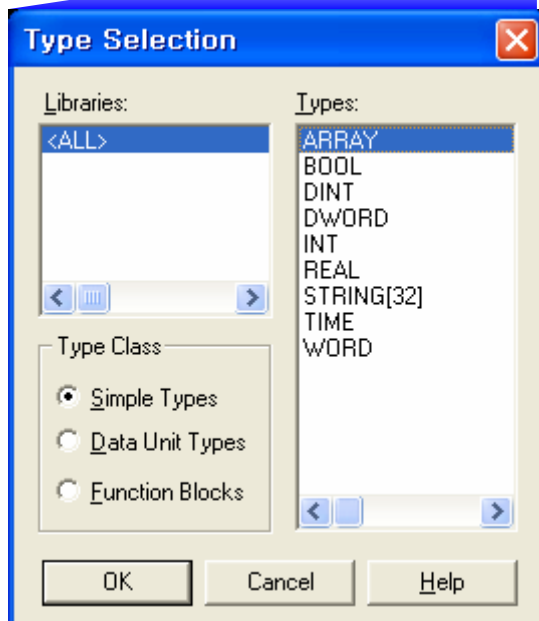 Type Selection
Libraries:
<ALL>
Types:
ARRAY
BOOL
DINT
DWORD
INT
REAL
STRING[32]
TIME
WORD
Type Class
Simple Types
Data Unit Types
Function Blocks
OK
Cancel
Help